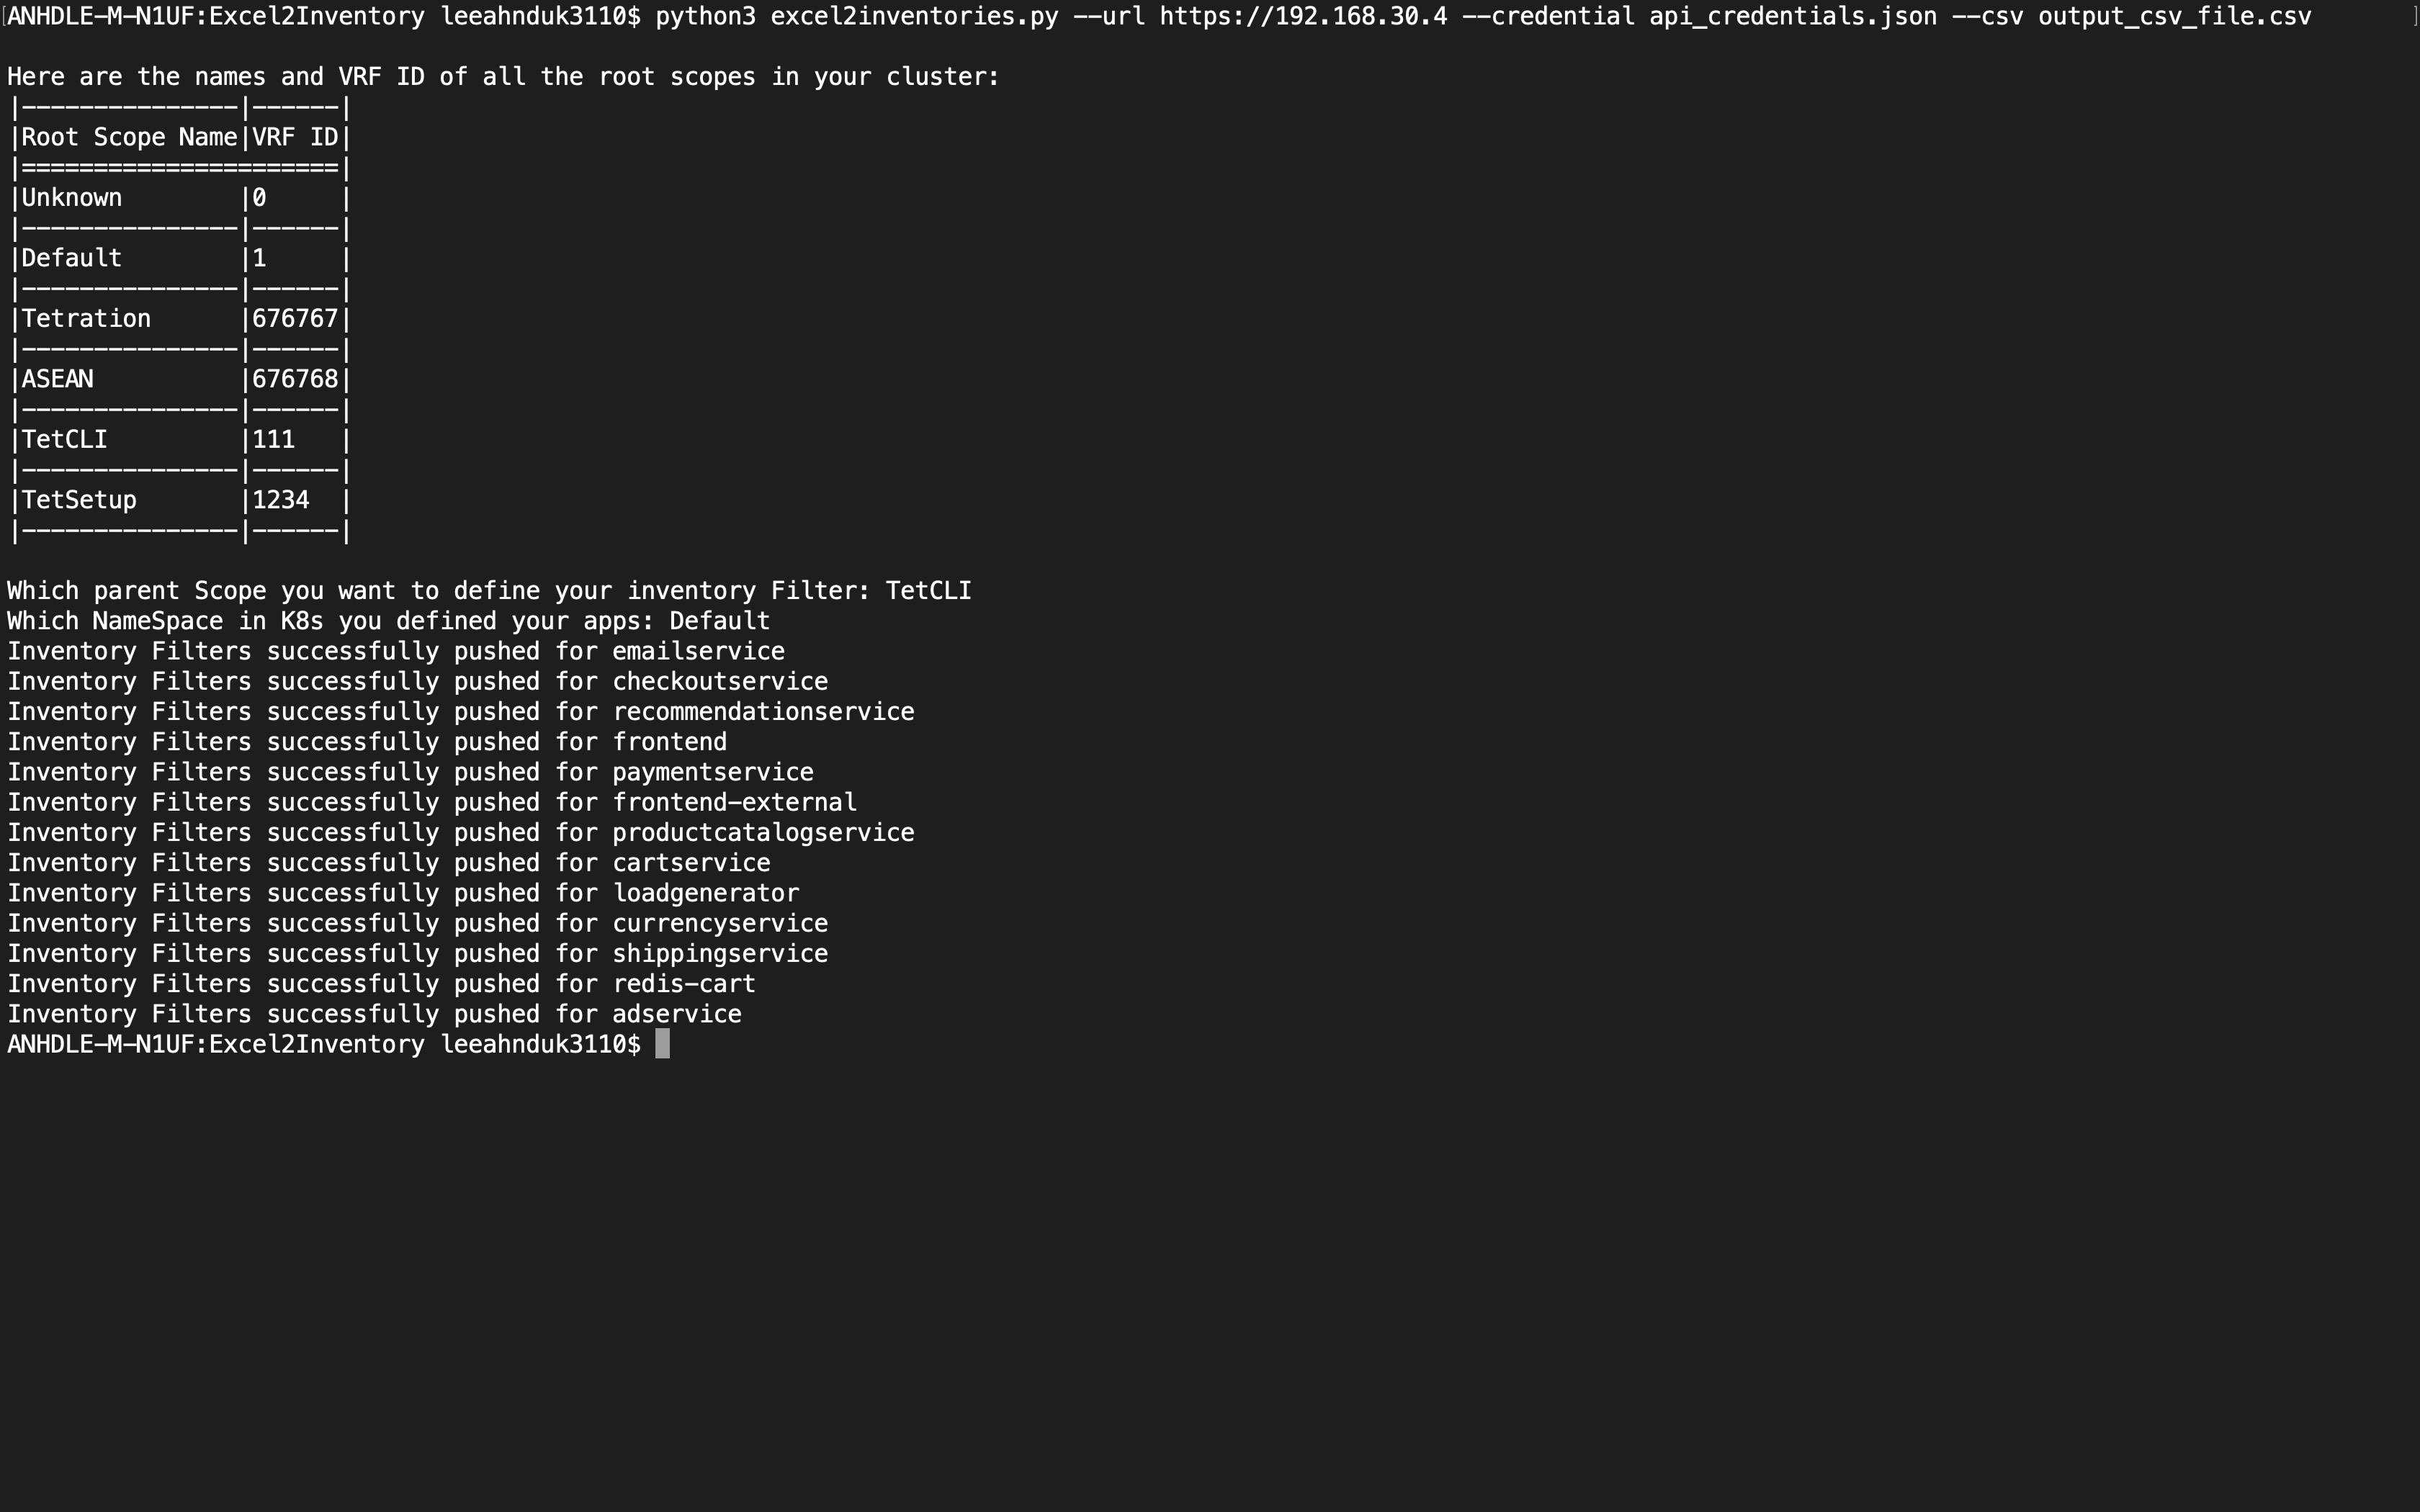 ANHDLE-M-N1UF:Excel2Inventory leeahnduk3110$ python3 excel2inventories.py --url https://192.168.30.4 --credential api_credentials.json --csv output_csv_file.csv
Here are the names and VRF ID of all the root scopes in your cluster:
|---------------|------|
|Root Scope Name|VRF ID|
|======================|
|Unknown        |0     |
|---------------|------|
|Default        |1     |
|---------------|------|
|Tetration      |676767|
|---------------|------|
|ASEAN          |676768|
|---------------|------|
|TetCLI         |111   |
|---------------|------|
|TetSetup       |1234  |
|---------------|------|
Which parent Scope you want to define your inventory Filter: TetCLI
Which NameSpace in K8s you defined your apps: Default
Inventory Filters successfully pushed for emailservice
Inventory Filters successfully pushed for checkoutservice
Inventory Filters successfully pushed for recommendationservice
Inventory Filters successfully pushed for frontend
Inventory Filters successfully pushed for paymentservice
Inventory Filters successfully pushed for frontend-external
Inventory Filters successfully pushed for productcatalogservice
Inventory Filters successfully pushed for cartservice
Inventory Filters successfully pushed for loadgenerator
Inventory Filters successfully pushed for currencyservice
Inventory Filters successfully pushed for shippingservice
Inventory Filters successfully pushed for redis-cart
Inventory Filters successfully pushed for adservice
ANHDLE-M-N1UF:Excel2Inventory leeahnduk3110$